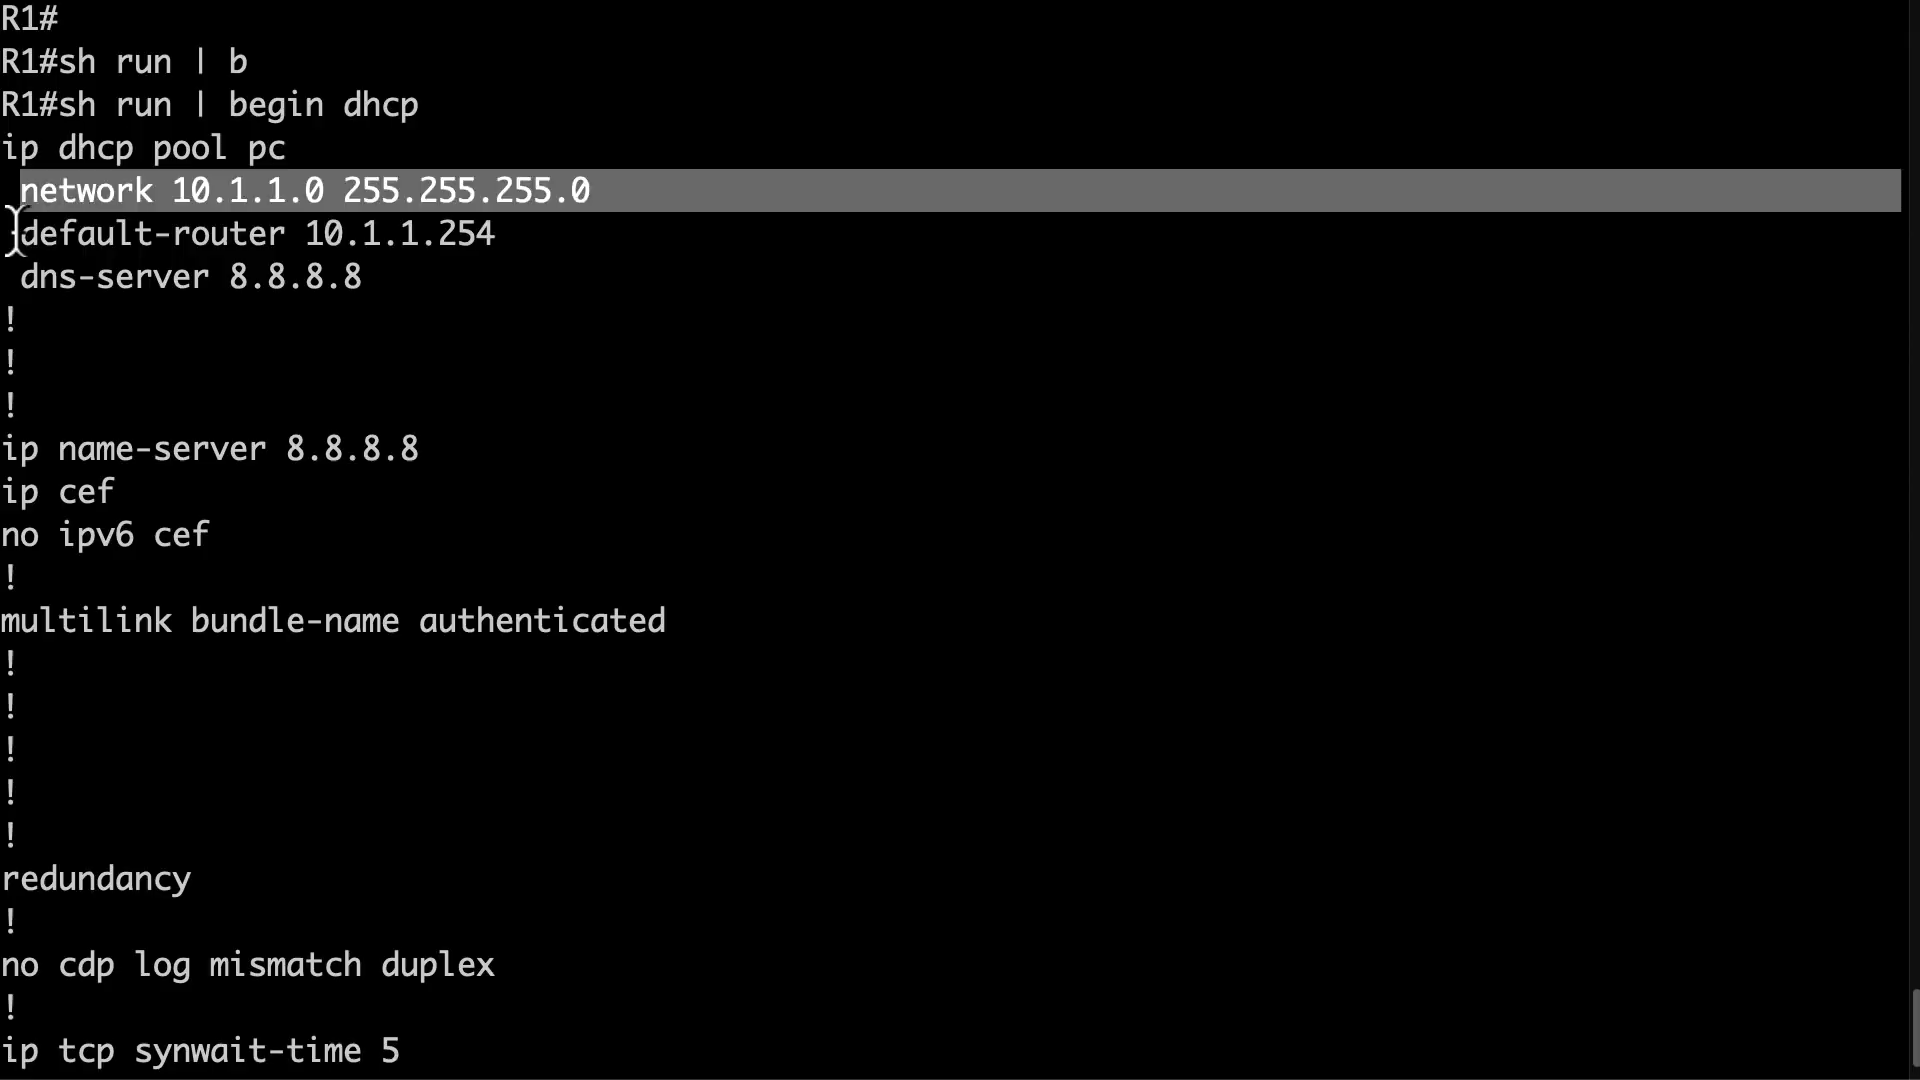 R1#
R1#sh run | b
R1#sh run | begin dhcp
ip dhcp pool pc
 network 10.1.1.0 255.255.255.0
 default-router 10.1.1.254
 dns-server 8.8.8.8
!
!
!
ip name-server 8.8.8.8
ip cef
no ipv6 cef
!
multilink bundle-name authenticated
!
!
!
!
!
redundancy
!
no cdp log mismatch duplex
!
ip tcp synwait-time 5